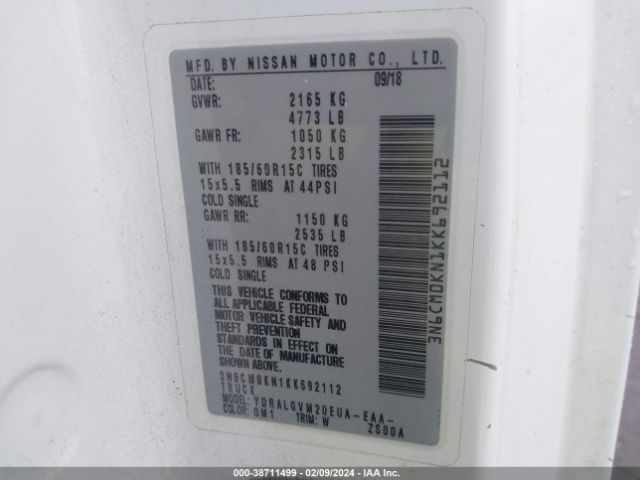 MFD. BY NISSAN MOTOR CO., LTD.
DATE: 09/18
GVWR: 2165 KG
4773 LB
GAWR FR: 1050 KG
2315 LB
WITH 185/60R15C TIRES
15x5.5 RIMS AT 44PSI
COLD SINGLE
GAWR RR: 1150 KG
2535 LB
WITH 185/60R15C TIRES
15x5.5 RIMS AT 48 PSI
COLD SINGLE
THIS VEHICLE CONFORMS TO
ALL APPLICABLE FEDERAL
MOTOR VEHICLE SAFETY AND
THEFT PREVENTION
STANDARDS IN EFFECT ON
THE DATE OF MANUFACTURE
SHOWN ABOVE.
3N6CM0KN1KK692112
TRUCK
MODEL: YDRALGVM20EUA-EAA-
COLOR: QM1 TRIM: W ZS00A
3N6CM0KN1KK692112
000-38711499 - 02/09/2024 - IAA Inc.